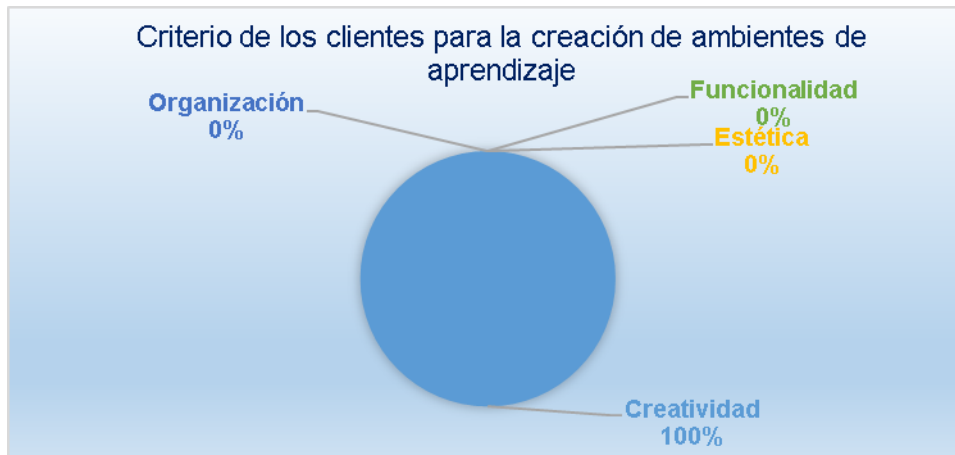 Criterio de los clientes para la creación de ambientes de
aprendizaje
Organización
0%
Funcionalidad
0%
Estética
0%
Creatividad
100%